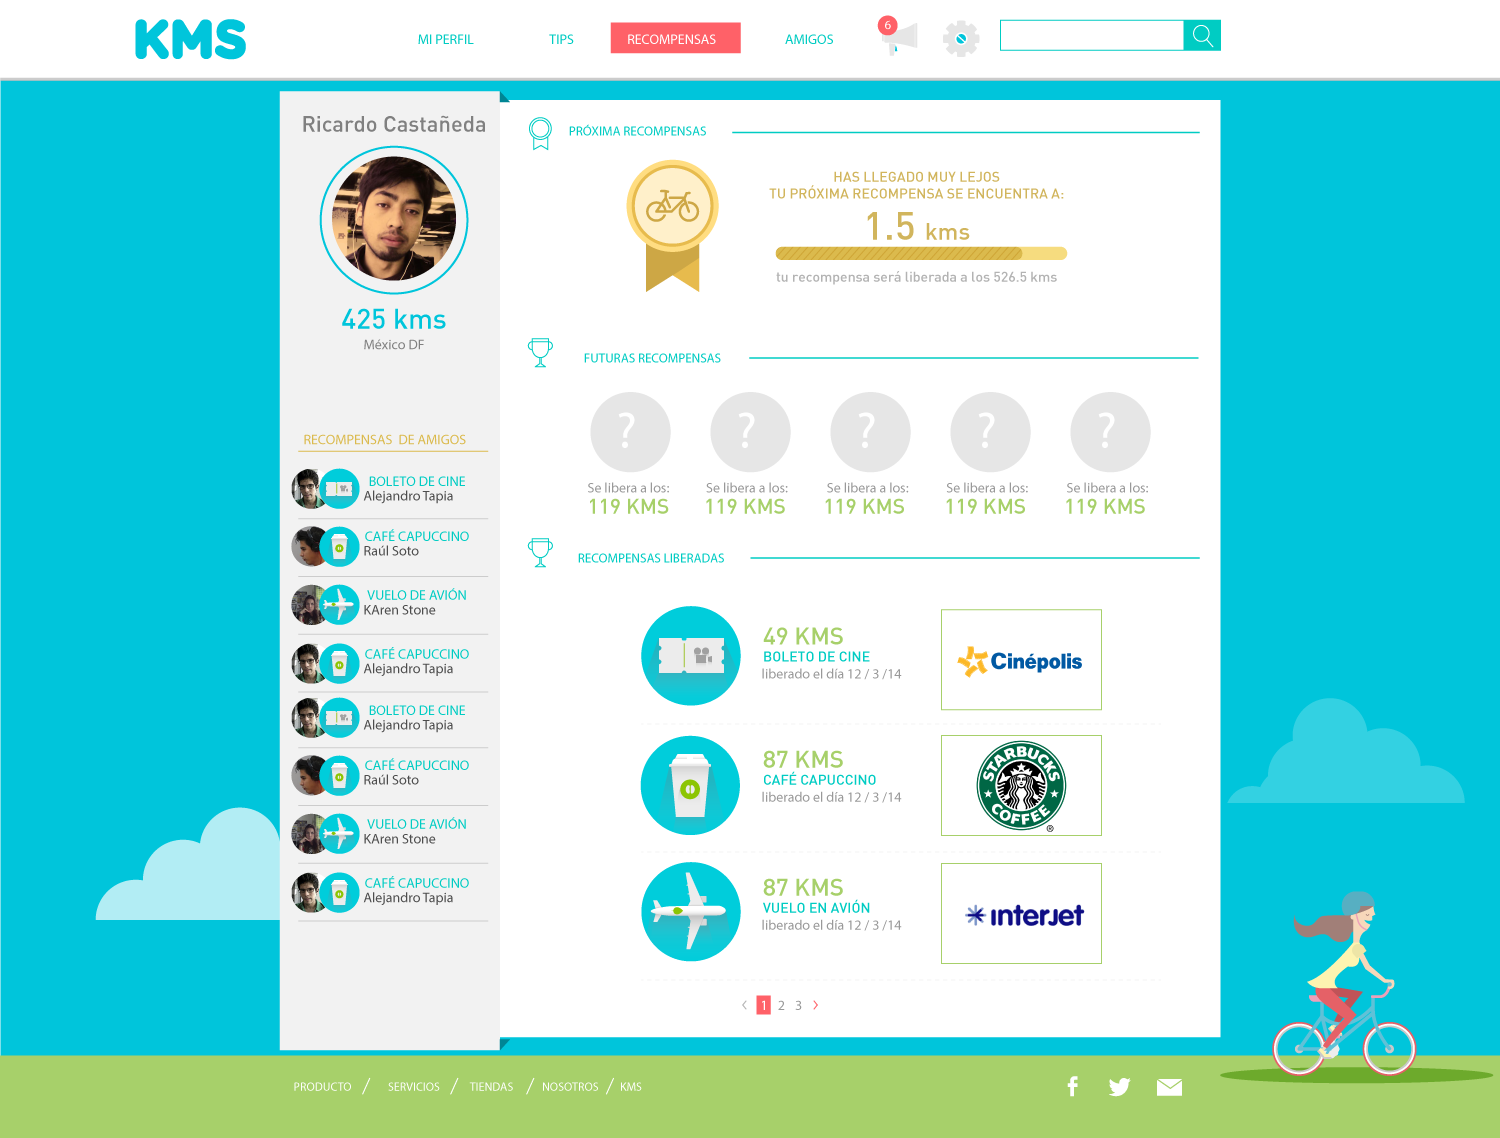 KMS
MI PERFIL
TIPS
RECOMPENSAS
AMIGOS
6
Ricardo Castañeda
425 kms
México DF
RECOMPENSAS DE AMIGOS
BOLETO DE CINE
Alejandro Tapia
CAFÉ CAPUCCINO
Raúl Soto
VUELO DE AVIÓN
KAren Stone
CAFÉ CAPUCCINO
Alejandro Tapia
BOLETO DE CINE
Alejandro Tapia
CAFÉ CAPUCCINO
Raúl Soto
VUELO DE AVIÓN
KAren Stone
CAFÉ CAPUCCINO
Alejandro Tapia
PRÓXIMA RECOMPENSAS
HAS LLEGADO MUY LEJOS
TU PRÓXIMA RECOMPENSA SE ENCUENTRA A:
1.5 kms
tu recompensa será liberada a los 526.5 kms
FUTURAS RECOMPENSAS
? ? ? ? ?
Se libera a los: Se libera a los: Se libera a los: Se libera a los: Se libera a los:
119 KMS 119 KMS 119 KMS 119 KMS 119 KMS
RECOMPENSAS LIBERADAS
49 KMS
BOLETO DE CINE
liberado el día 12 / 3 /14
Cinépolis
87 KMS
CAFÉ CAPUCCINO
liberado el día 12 / 3 /14
STARBUCKS
COFFEE
®
87 KMS
VUELO EN AVIÓN
liberado el día 12 / 3 /14
interjet
‹ 1 2 3 ›
PRODUCTO / SERVICIOS / TIENDAS / NOSOTROS / KMS